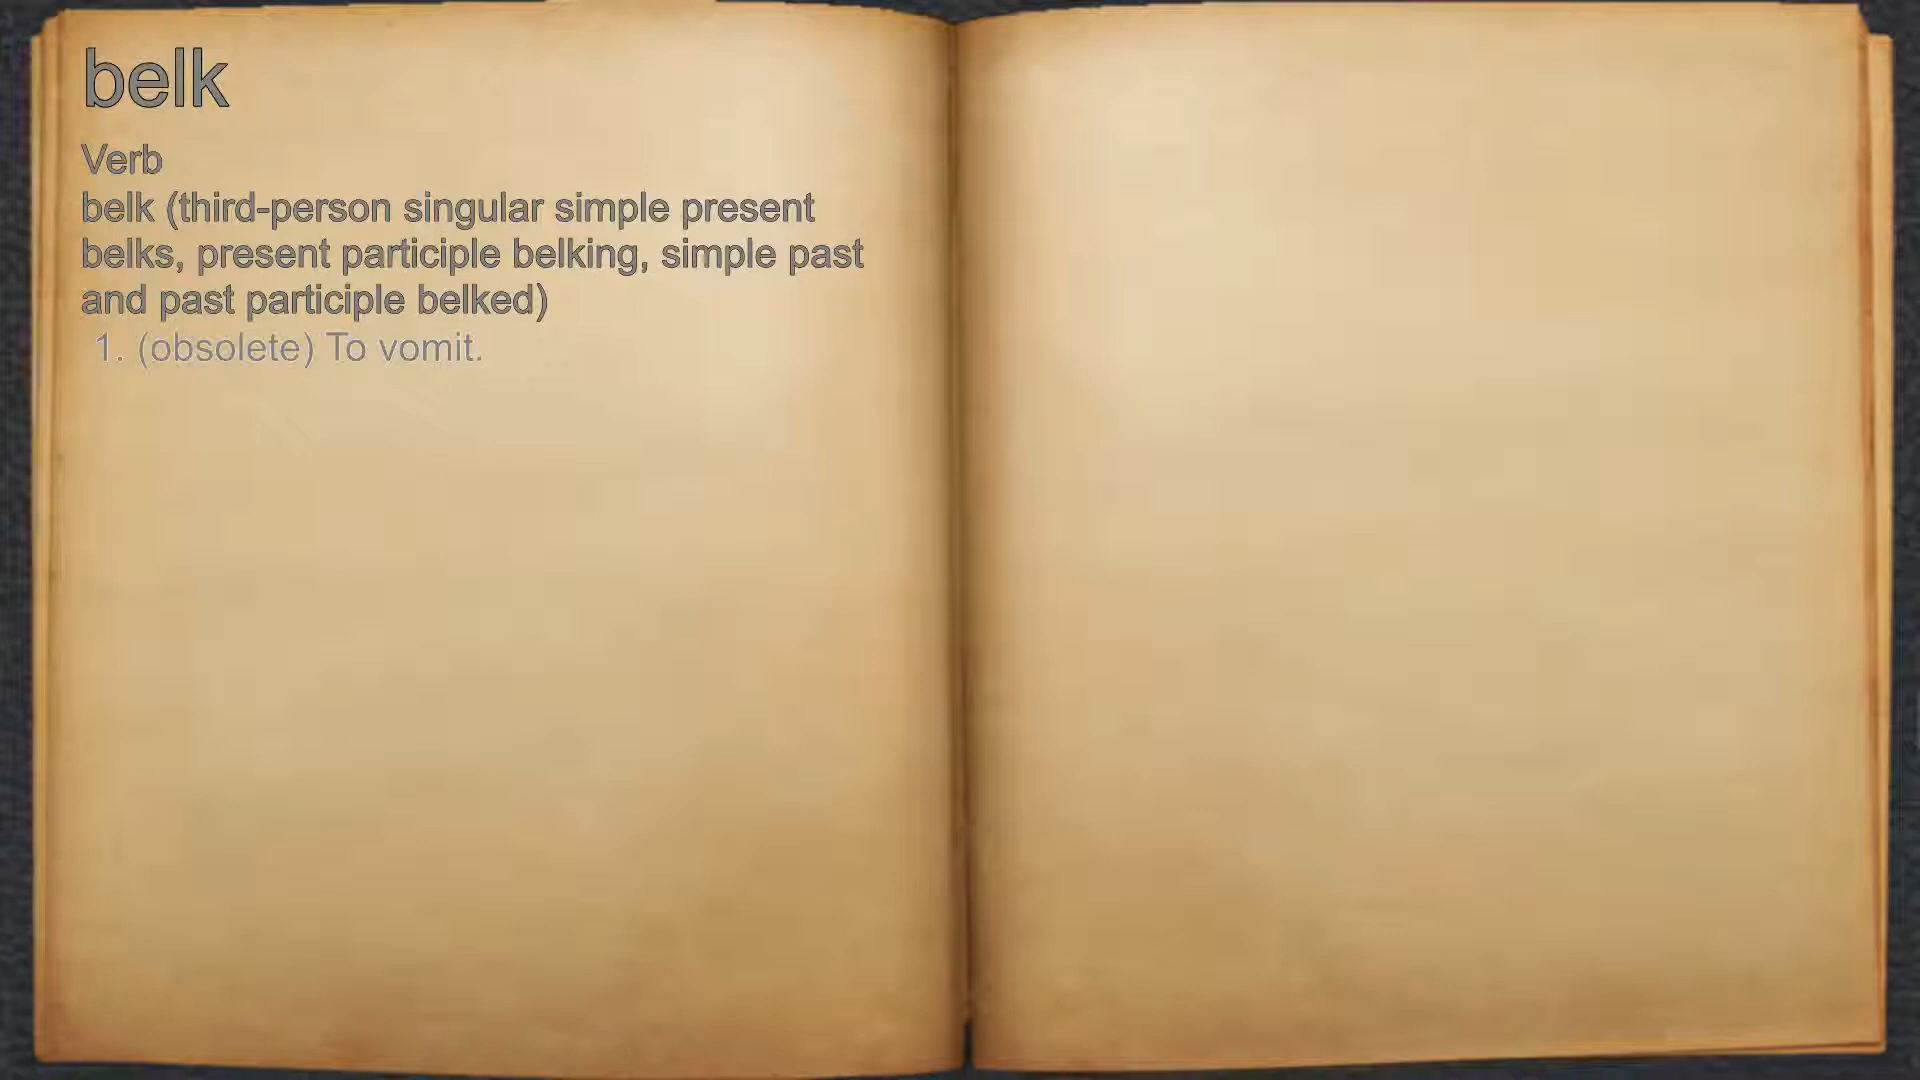 belk
Verb
belk (third-person singular simple present
belks, present participle belking, simple past
and past participle belked)
1. (obsolete) To vomit.